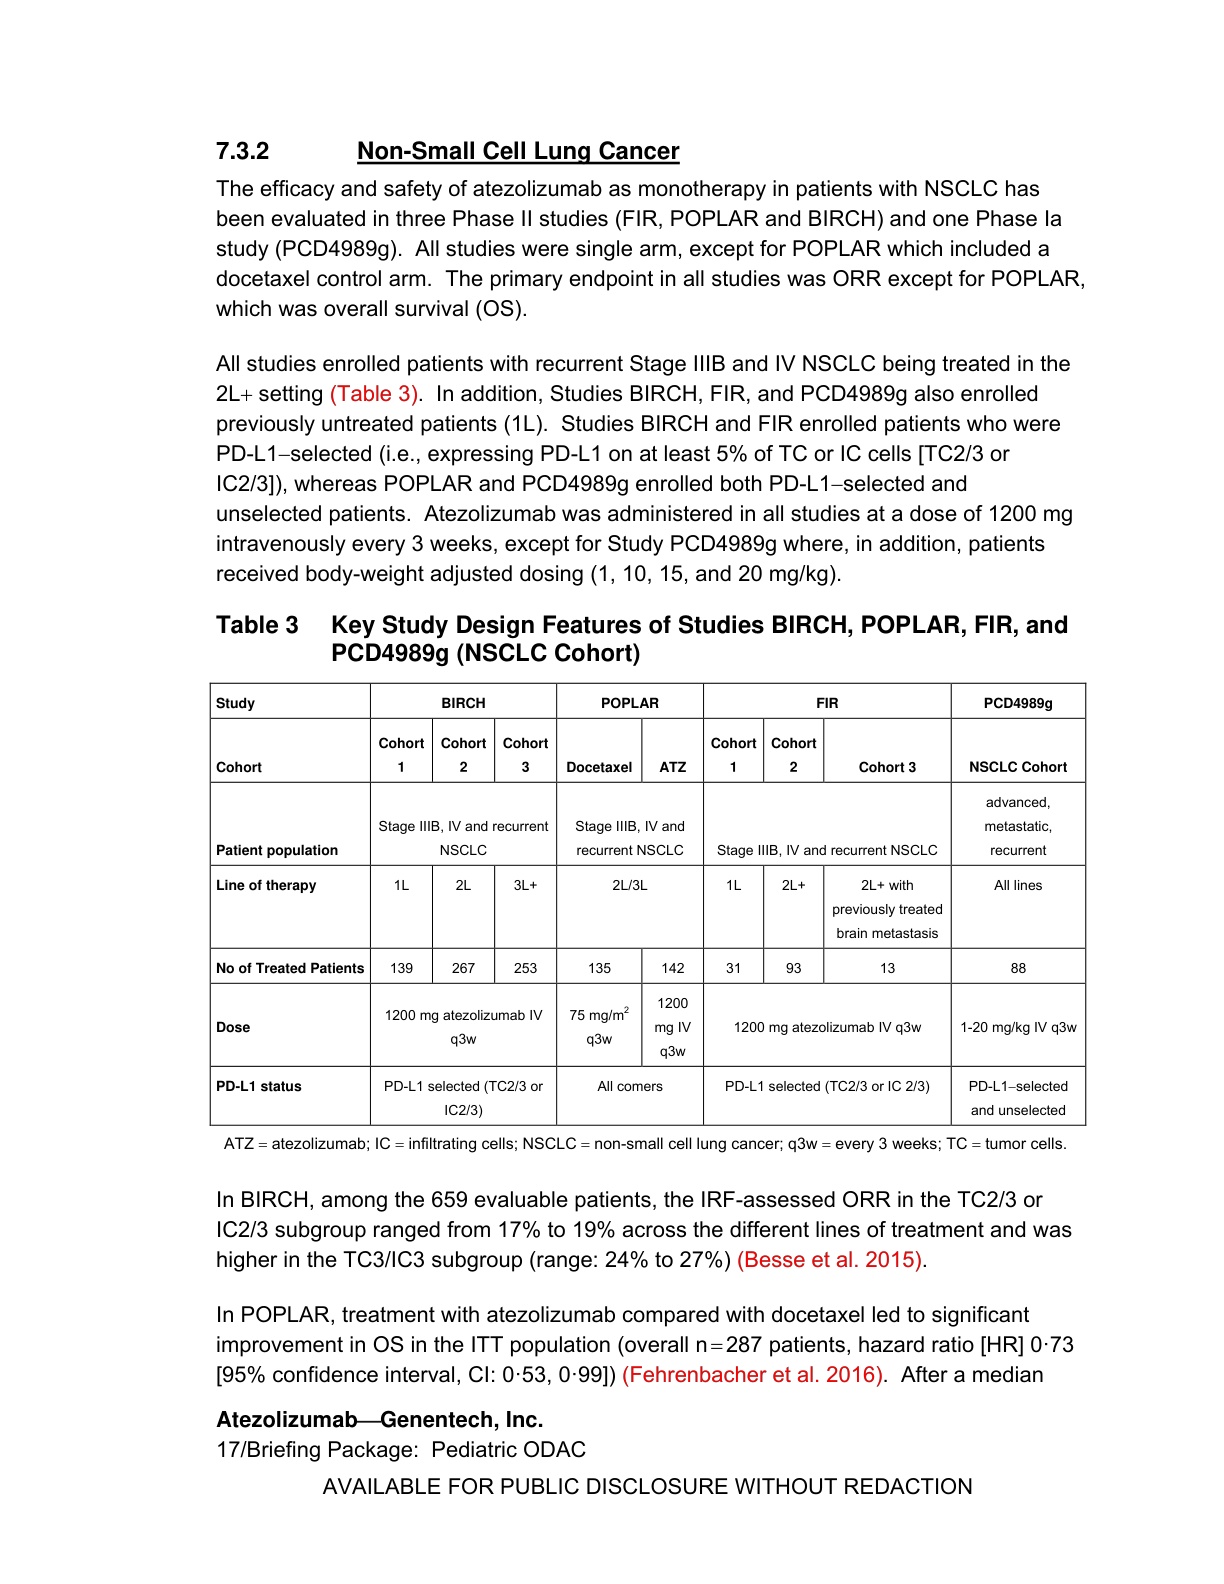 7.3.2 Non-Small Cell Lung Cancer
The efficacy and safety of atezolizumab as monotherapy in patients with NSCLC has
been evaluated in three Phase II studies (FIR, POPLAR and BIRCH) and one Phase Ia
study (PCD4989g).  All studies were single arm, except for POPLAR which included a
docetaxel control arm.  The primary endpoint in all studies was ORR except for POPLAR,
which was overall survival (OS).
All studies enrolled patients with recurrent Stage IIIB and IV NSCLC being treated in the
2L+ setting (Table 3).  In addition, Studies BIRCH, FIR, and PCD4989g also enrolled
previously untreated patients (1L).  Studies BIRCH and FIR enrolled patients who were
PD-L1–selected (i.e., expressing PD-L1 on at least 5% of TC or IC cells [TC2/3 or
IC2/3]), whereas POPLAR and PCD4989g enrolled both PD-L1–selected and
unselected patients.  Atezolizumab was administered in all studies at a dose of 1200 mg
intravenously every 3 weeks, except for Study PCD4989g where, in addition, patients
received body-weight adjusted dosing (1, 10, 15, and 20 mg/kg).
Table 3 Key Study Design Features of Studies BIRCH, POPLAR, FIR, and
PCD4989g (NSCLC Cohort)
Study BIRCH POPLAR FIR PCD4989g
Cohort Cohort Cohort Cohort Cohort
Cohort 1 2 3 Docetaxel ATZ 1 2 Cohort 3 NSCLC Cohort
advanced,
Stage IIIB, IV and recurrent Stage IIIB, IV and metastatic,
Patient population NSCLC recurrent NSCLC Stage IIIB, IV and recurrent NSCLC recurrent
Line of therapy 1L 2L 3L+ 2L/3L 1L 2L+ 2L+ with All lines
previously treated
brain metastasis
No of Treated Patients 139 267 253 135 142 31 93 13 88
1200
Dose 1200 mg atezolizumab IV 75 mg/m² mg IV 1200 mg atezolizumab IV q3w 1-20 mg/kg IV q3w
q3w q3w q3w
PD-L1 status PD-L1 selected (TC2/3 or All comers PD-L1 selected (TC2/3 or IC 2/3) PD-L1–selected
IC2/3) and unselected
ATZ = atezolizumab; IC = infiltrating cells; NSCLC = non-small cell lung cancer; q3w = every 3 weeks; TC = tumor cells.
In BIRCH, among the 659 evaluable patients, the IRF-assessed ORR in the TC2/3 or
IC2/3 subgroup ranged from 17% to 19% across the different lines of treatment and was
higher in the TC3/IC3 subgroup (range: 24% to 27%) (Besse et al. 2015).
In POPLAR, treatment with atezolizumab compared with docetaxel led to significant
improvement in OS in the ITT population (overall n=287 patients, hazard ratio [HR] 0·73
[95% confidence interval, CI: 0·53, 0·99]) (Fehrenbacher et al. 2016).  After a median
Atezolizumab—Genentech, Inc.
17/Briefing Package:  Pediatric ODAC
AVAILABLE FOR PUBLIC DISCLOSURE WITHOUT REDACTION